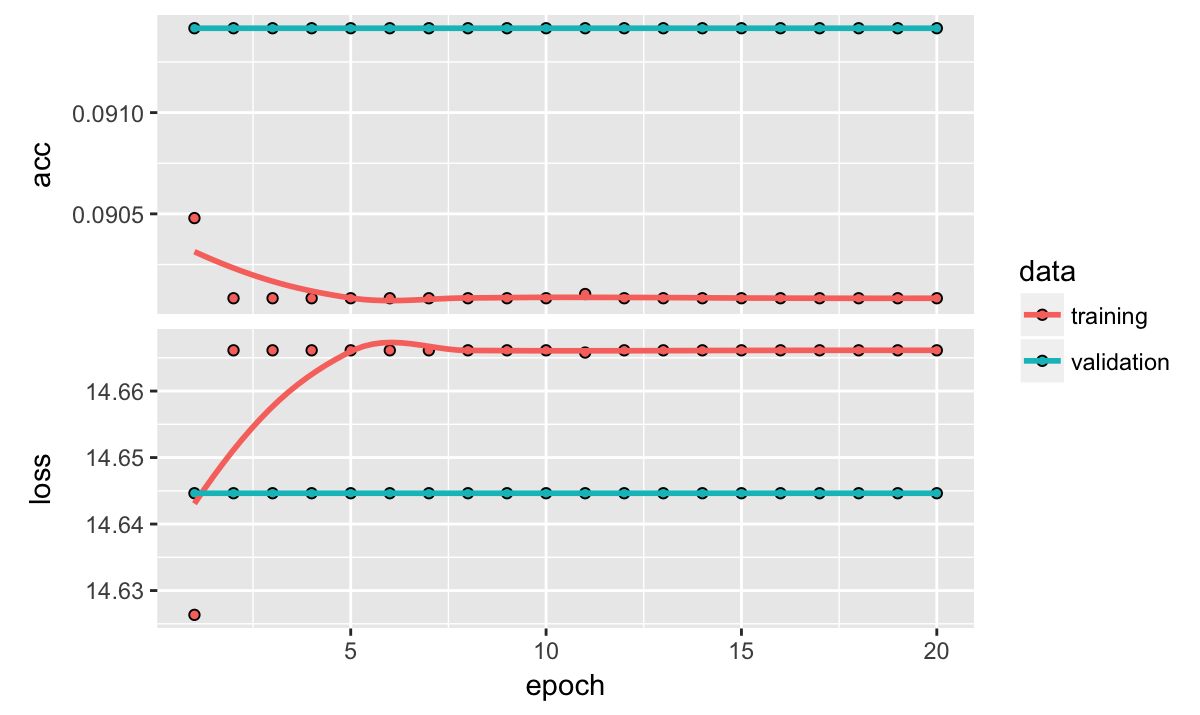 acc
0.0910
0.0905
loss
14.66
14.65
14.64
14.63
5 10 15 20
epoch
data
training
validation